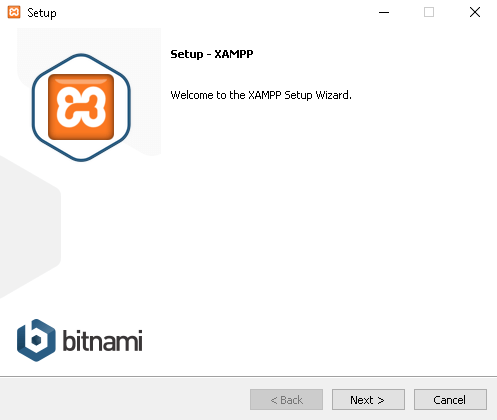 Setup
Setup - XAMPP
Welcome to the XAMPP Setup Wizard.
bitnami
< Back
Next >
Cancel